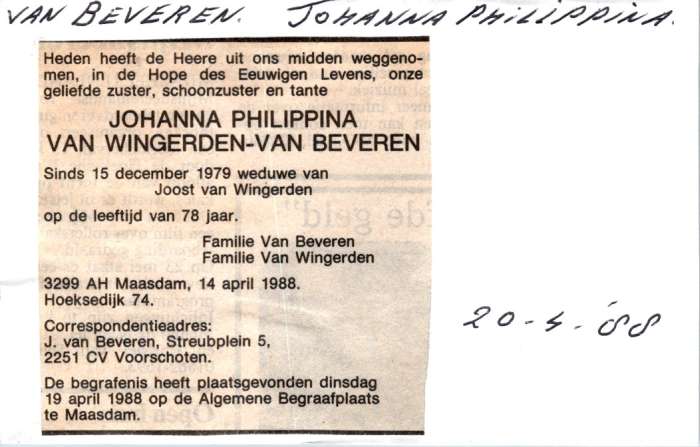 VAN BEVEREN. JOHANNA PHILIPPINA.
Heden heeft de Heere uit ons midden weggeno-
men, in de Hope des Eeuwigen Levens, onze
geliefde zuster, schoonzuster en tante
JOHANNA PHILIPPINA
VAN WINGERDEN-VAN BEVEREN
Sinds 15 december 1979 weduwe van
Joost van Wingerden
op de leeftijd van 78 jaar.
Familie Van Beveren
Familie Van Wingerden
3299 AH Maasdam, 14 april 1988.
Hoeksedijk 74.
Correspondentieadres:
J. van Beveren, Streubplein 5,
2251 CV Voorschoten.
De begrafenis heeft plaatsgevonden dinsdag
19 april 1988 op de Algemene Begraafplaats
te Maasdam.
20-4-'88